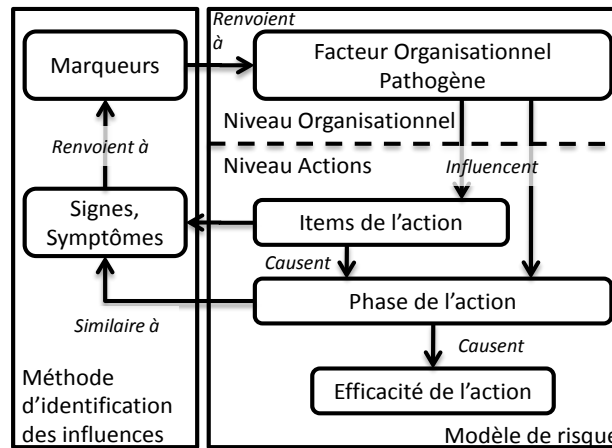 Renvoient
à
Marqueurs
Facteur Organisationnel
Pathogène
Niveau Organisationnel
Renvoient à
Niveau Actions
Influencent
Signes,
Symptômes
Items de l’action
Causent
Phase de l’action
Similaire à
Causent
Efficacité de l’action
Méthode
d’identification
des influences
Modèle de risque